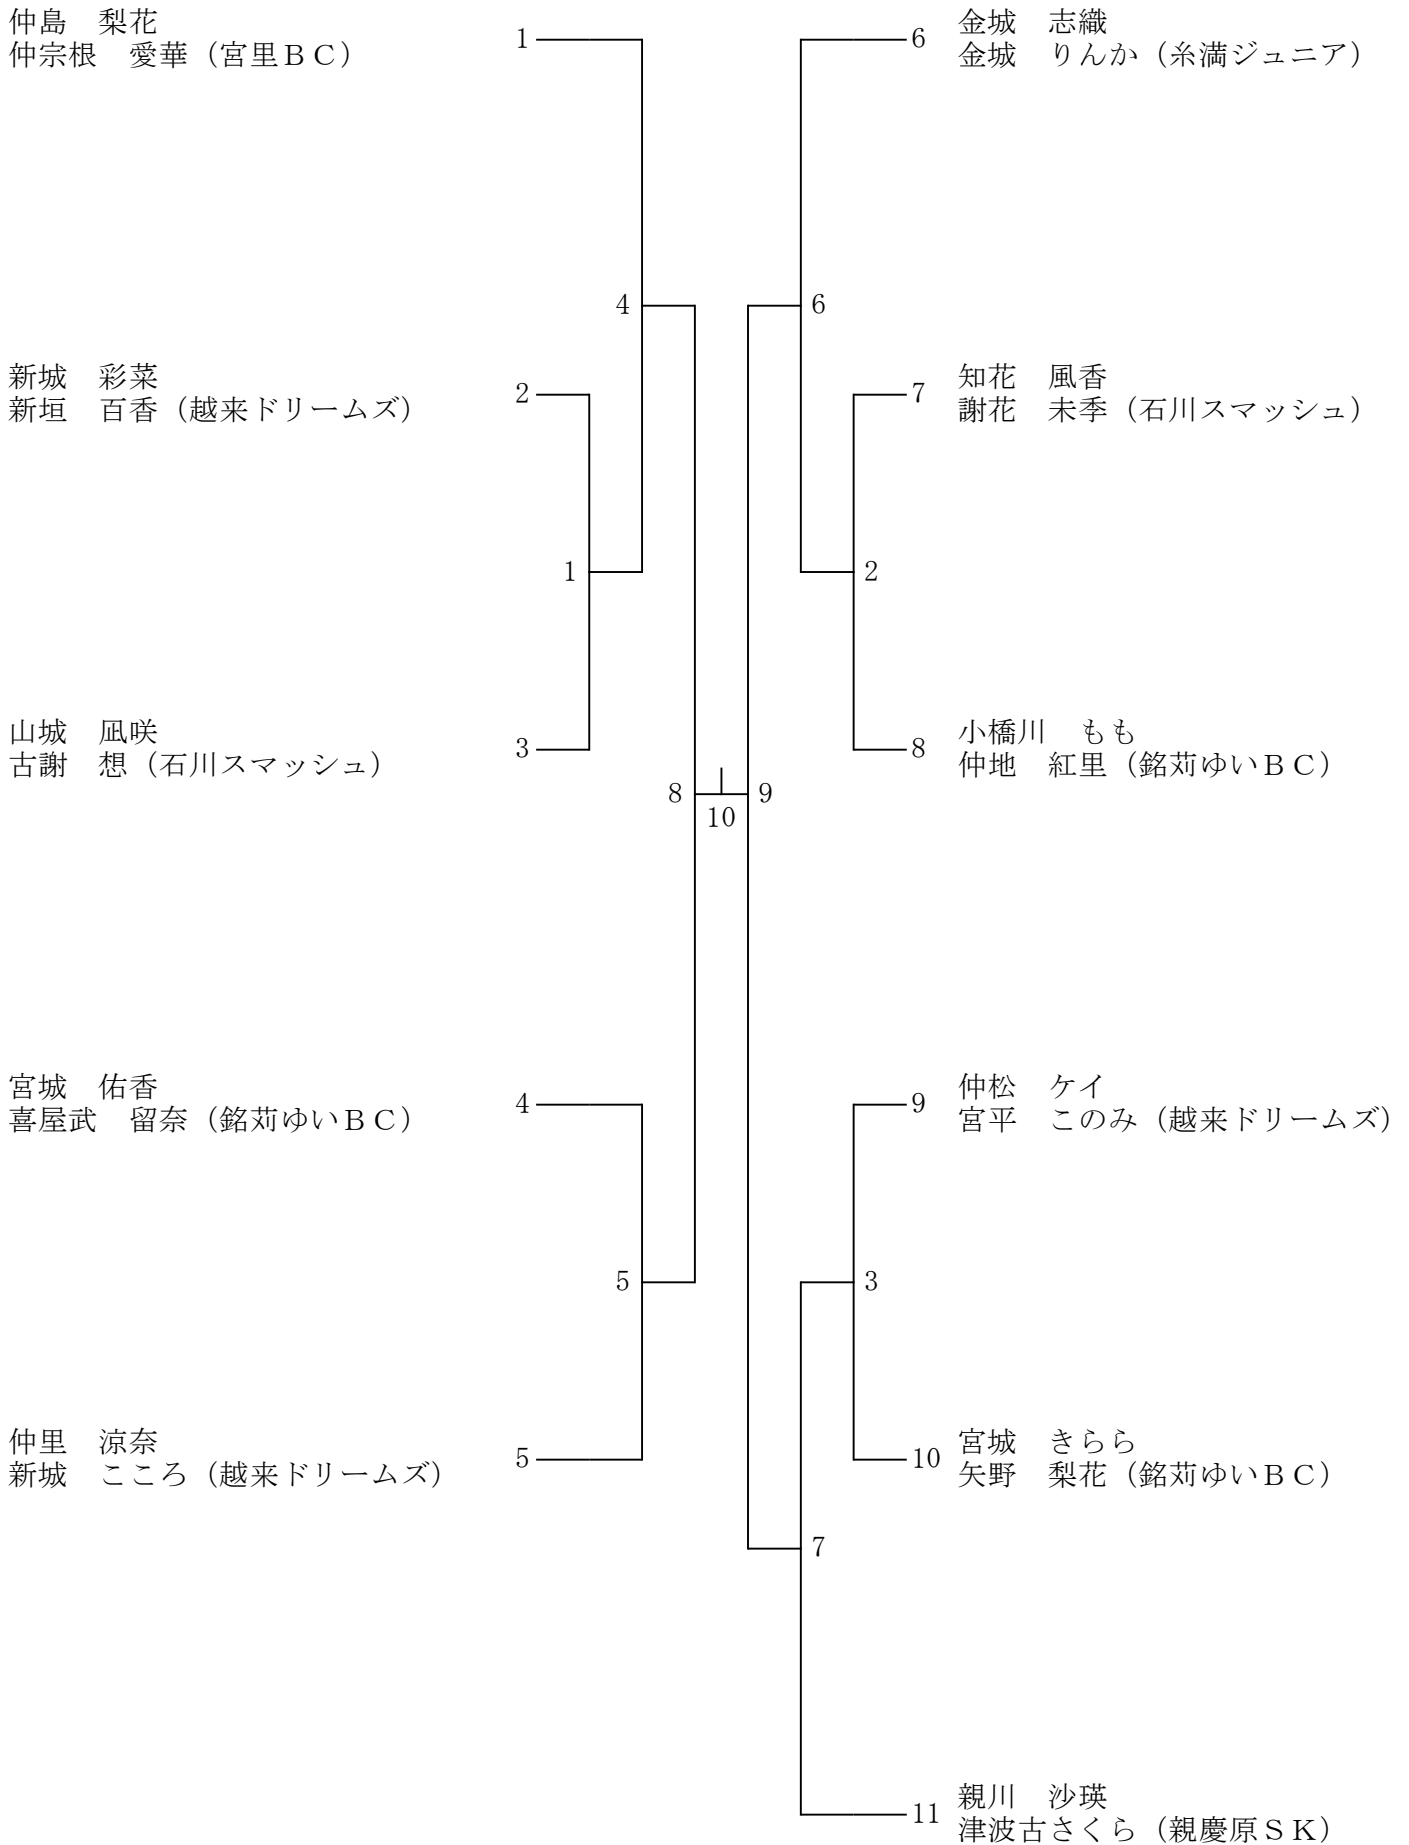 仲島　梨花
仲宗根　愛華（宮里ＢＣ）
1
新城　彩菜
新垣　百香（越来ドリームズ）
2
山城　凪咲
古謝　想（石川スマッシュ）
3
宮城　佑香
喜屋武　留奈（銘苅ゆいＢＣ）
4
仲里　涼奈
新城　こころ（越来ドリームズ）
5
4
1
5
8
10
9
6
2
3
7
6
金城　志織
金城　りんか（糸満ジュニア）
7
知花　風香
謝花　未季（石川スマッシュ）
8
小橋川　もも
仲地　紅里（銘苅ゆいＢＣ）
9
仲松　ケイ
宮平　このみ（越来ドリームズ）
10
宮城　きらら
矢野　梨花（銘苅ゆいＢＣ）
11
親川　沙瑛
津波古さくら（親慶原ＳＫ）